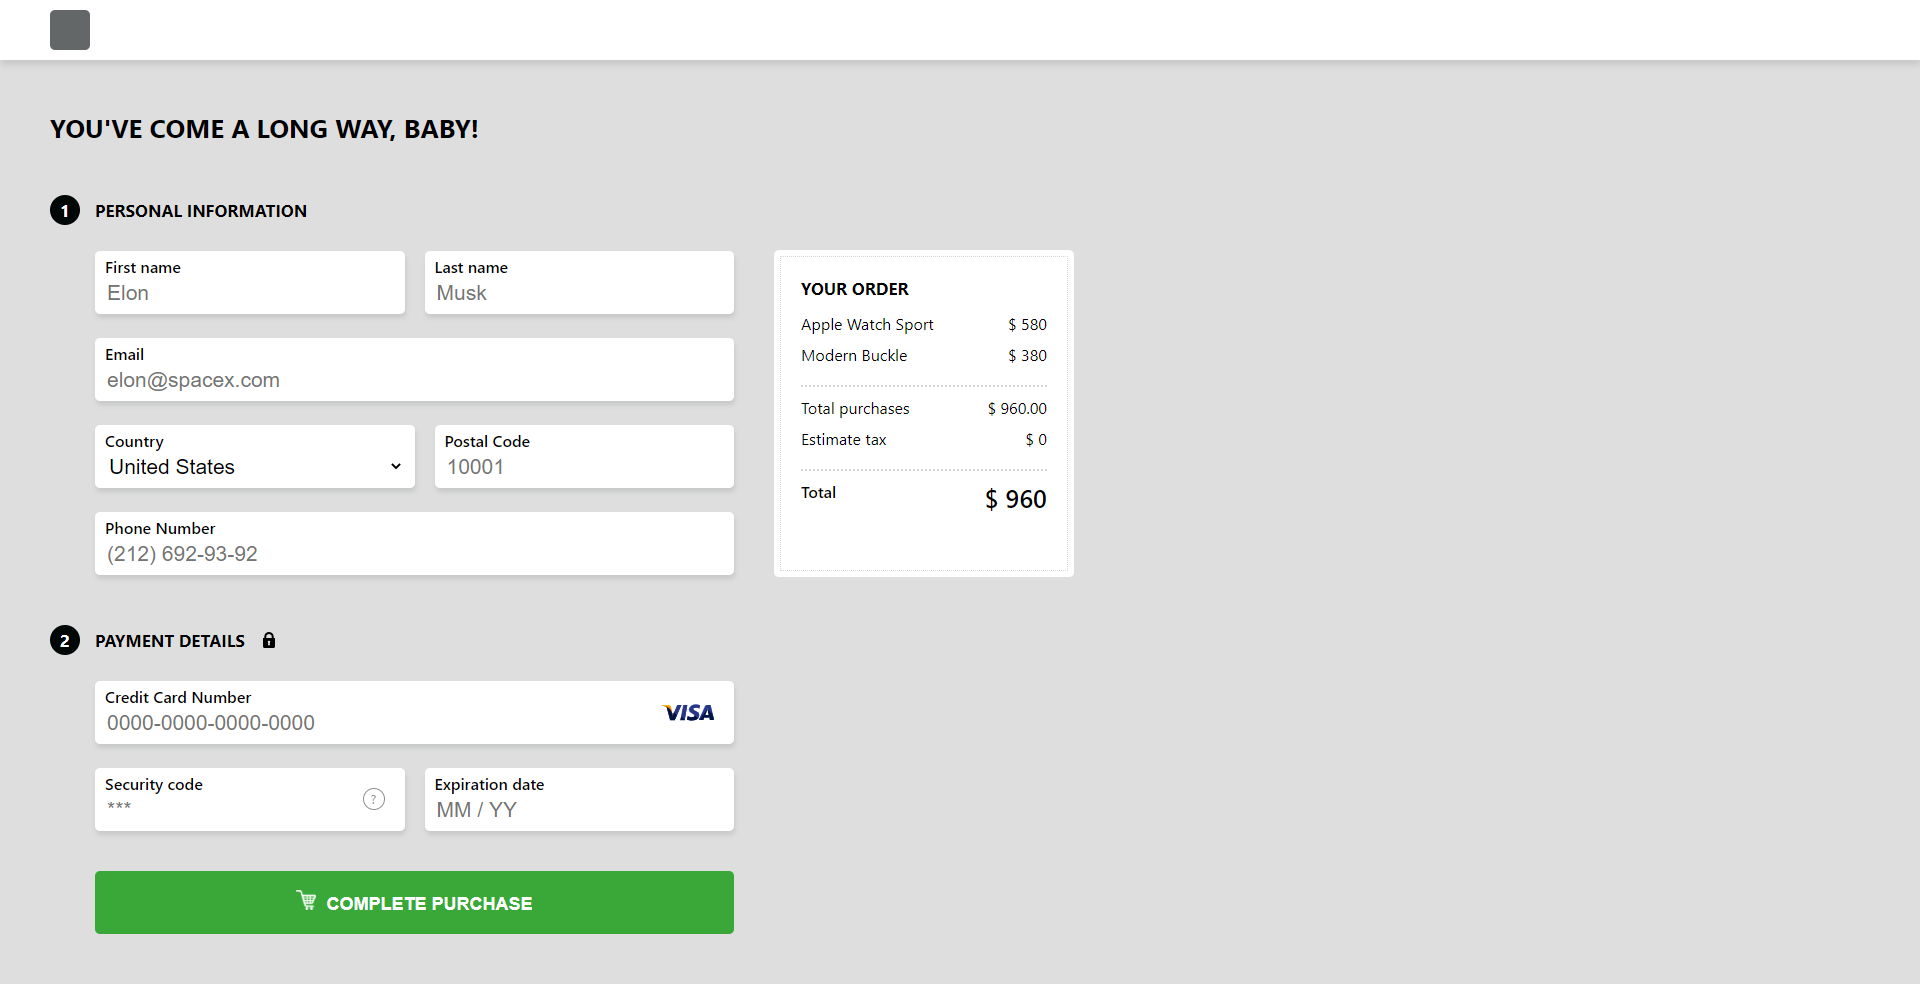 YOU'VE COME A LONG WAY, BABY!
1 PERSONAL INFORMATION
First name
Elon
Last name
Musk
Email
elon@spacex.com
Country
United States
Postal Code
10001
Phone Number
(212) 692-93-92
YOUR ORDER
Apple Watch Sport $ 580
Modern Buckle $ 380
Total purchases $ 960.00
Estimate tax $ 0
Total $ 960
2 PAYMENT DETAILS
Credit Card Number
0000-0000-0000-0000
VISA
Security code
***
?
Expiration date
MM / YY
COMPLETE PURCHASE